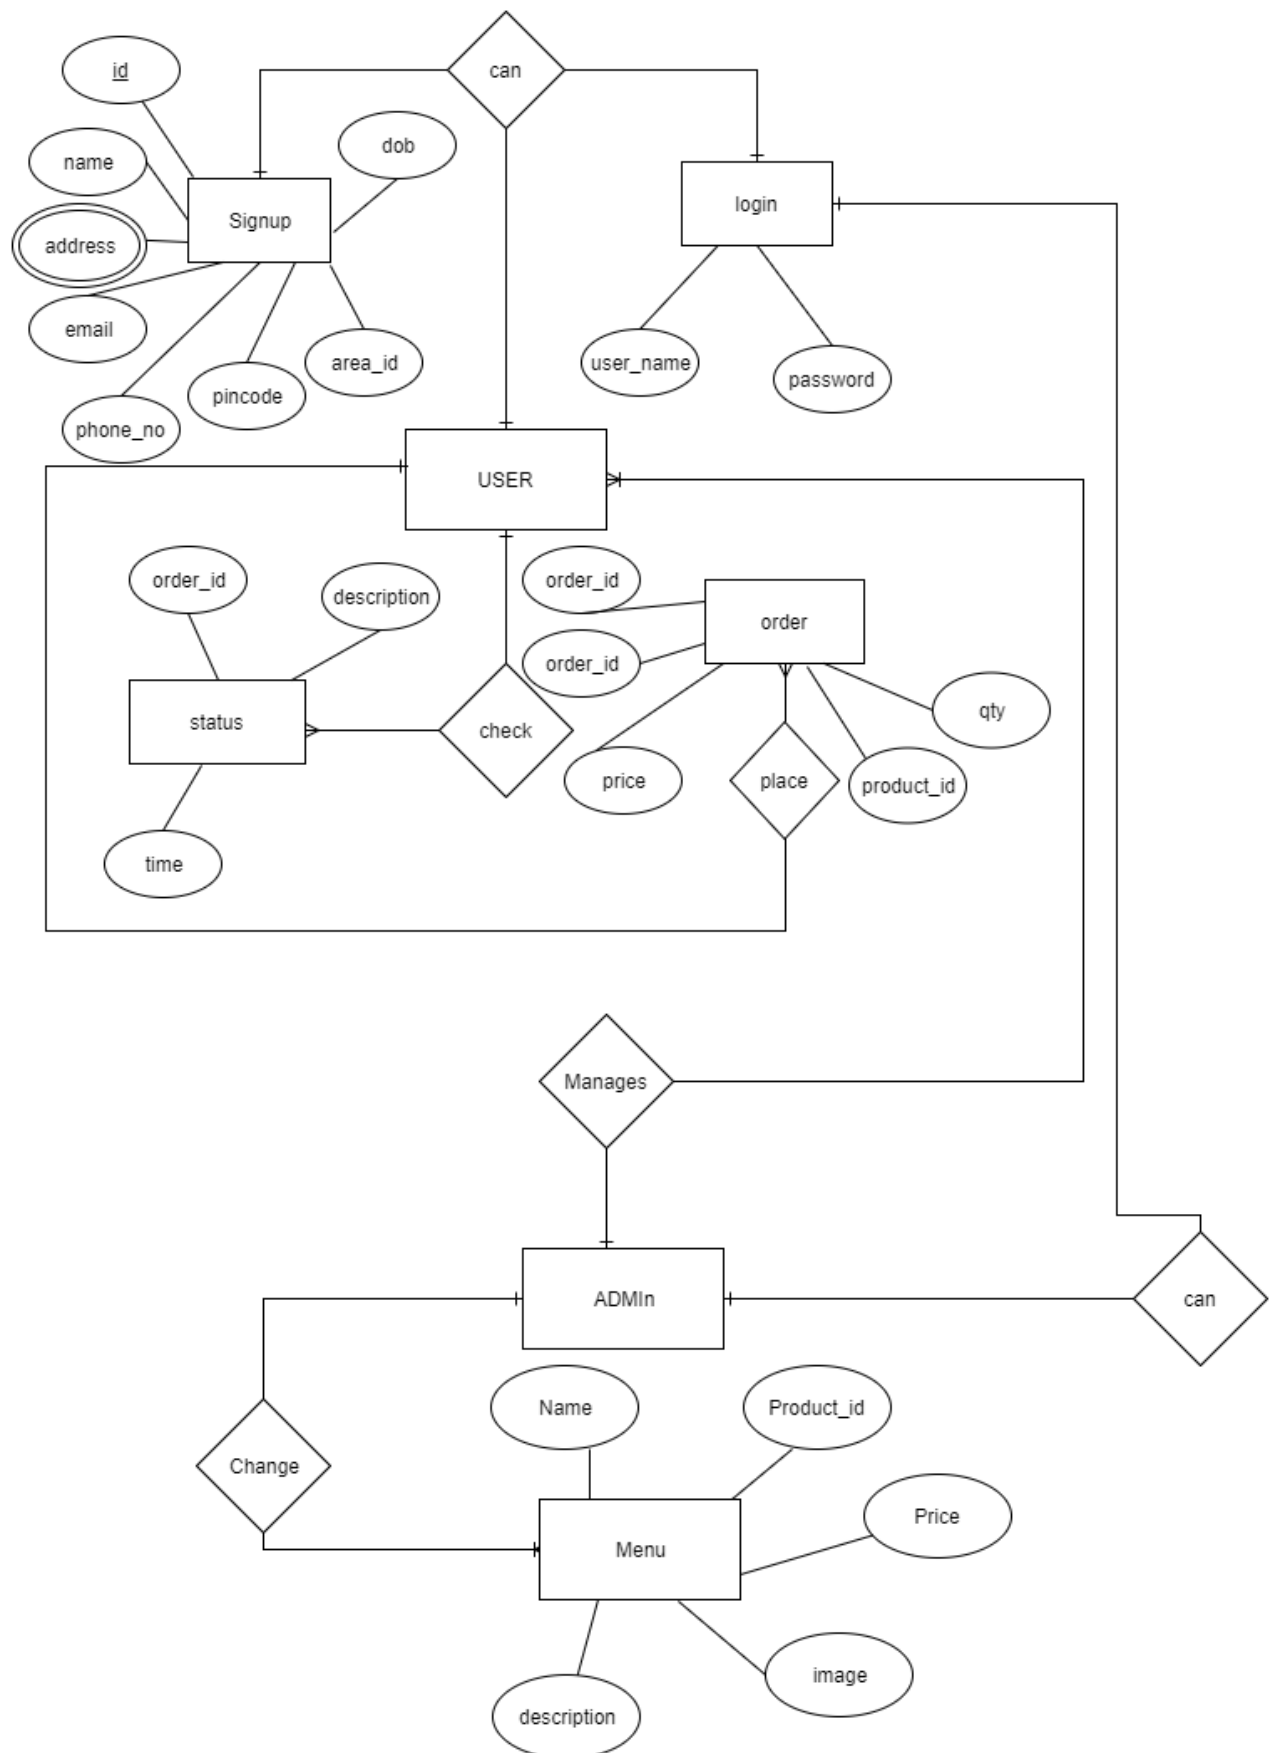 can
id
dob
name
login
Signup
address
email
area_id
user_name
password
pincode
phone_no
USER
order_id
order_id
description
order
order_id
qty
status
check
price
place
product_id
time
Manages
ADMIn
can
Name
Product_id
Change
Price
Menu
image
description